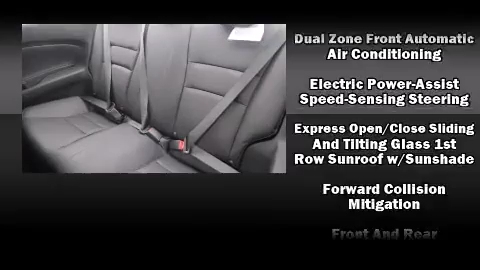 Dual Zone Front Automatic
Air Conditioning
Electric Power-Assist
Speed-Sensing Steering
Express Open/Close Sliding
And Tilting Glass 1st
Row Sunroof w/Sunshade
Forward Collision
Mitigation
Front And Rear